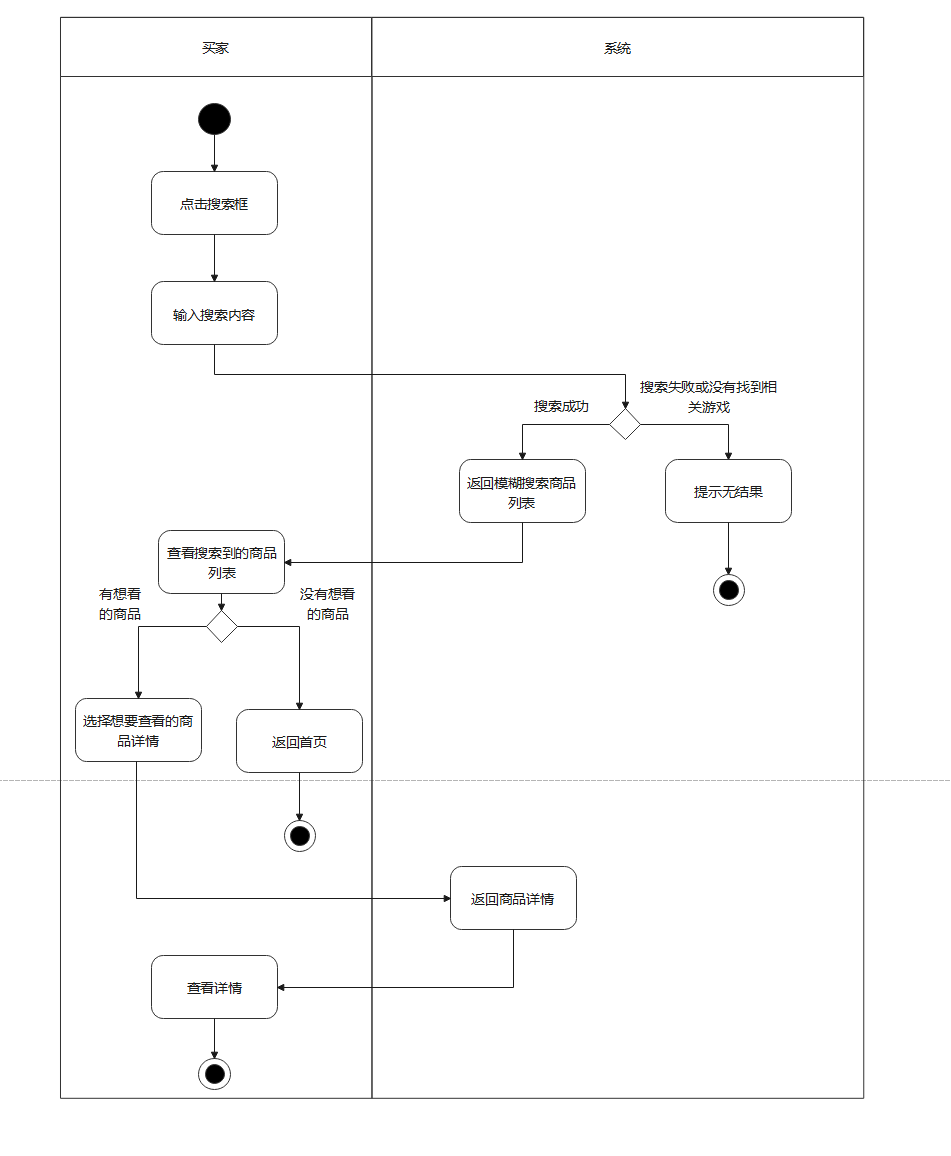 买家
系统
点击搜索框
输入搜索内容
搜索失败或没有找到相
关游戏
搜索成功
返回模糊搜索商品
列表
提示无结果
查看搜索到的商品
列表
有想看
的商品
没有想看
的商品
选择想要查看的商
品详情
返回首页
返回商品详情
查看详情